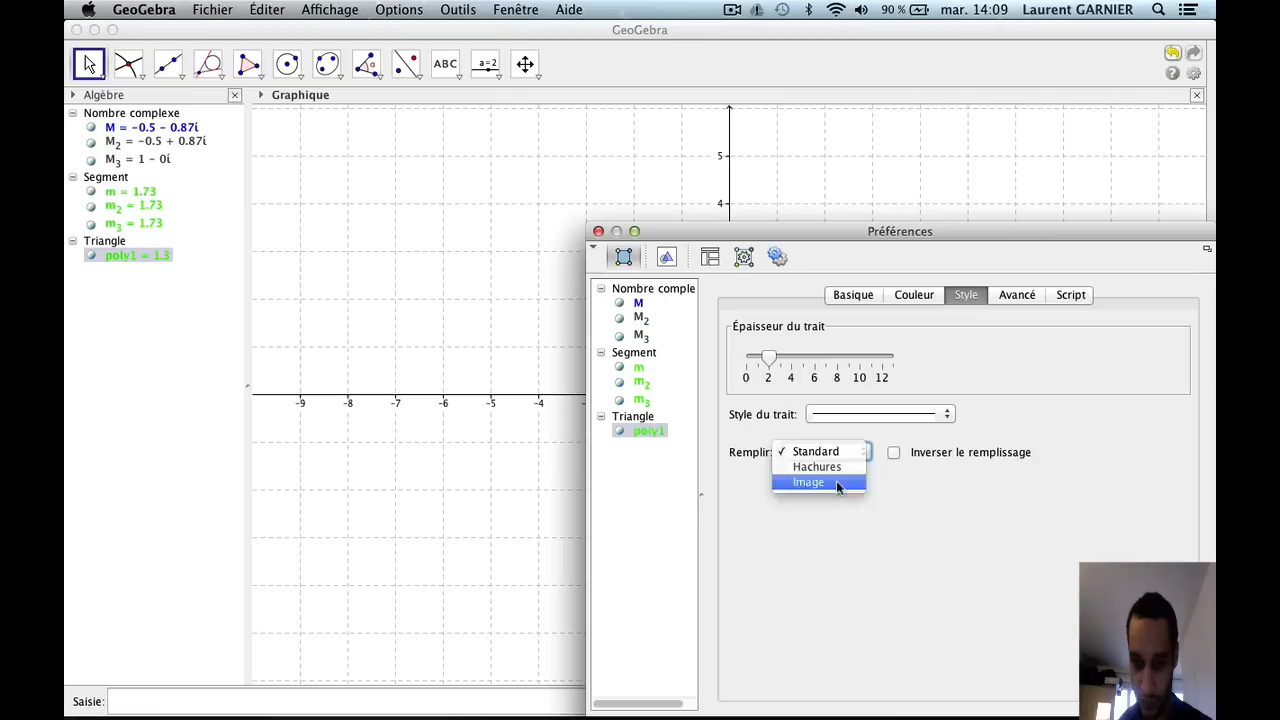 GeoGebra Fichier Éditer Affichage Options Outils Fenêtre Aide 90 % mar. 14:09 Laurent GARNIER
GeoGebra
ABC a=2
Algèbre
Graphique
Nombre complexe
M = -0.5 - 0.87i
M2 = -0.5 + 0.87i
M3 = 1 - 0i
Segment
m = 1.73
m2 = 1.73
m3 = 1.73
Triangle
poly1 = 1.3
5
4
-9 -8 -7 -6 -5 -4
Préférences
Nombre comple
M
M2
M3
Segment
m
m2
m3
Triangle
poly1
Basique Couleur Style Avancé Script
Épaisseur du trait
0 2 4 6 8 10 12
Style du trait:
Remplir: ✓ Standard
Hachures
Image
Inverser le remplissage
Saisie: